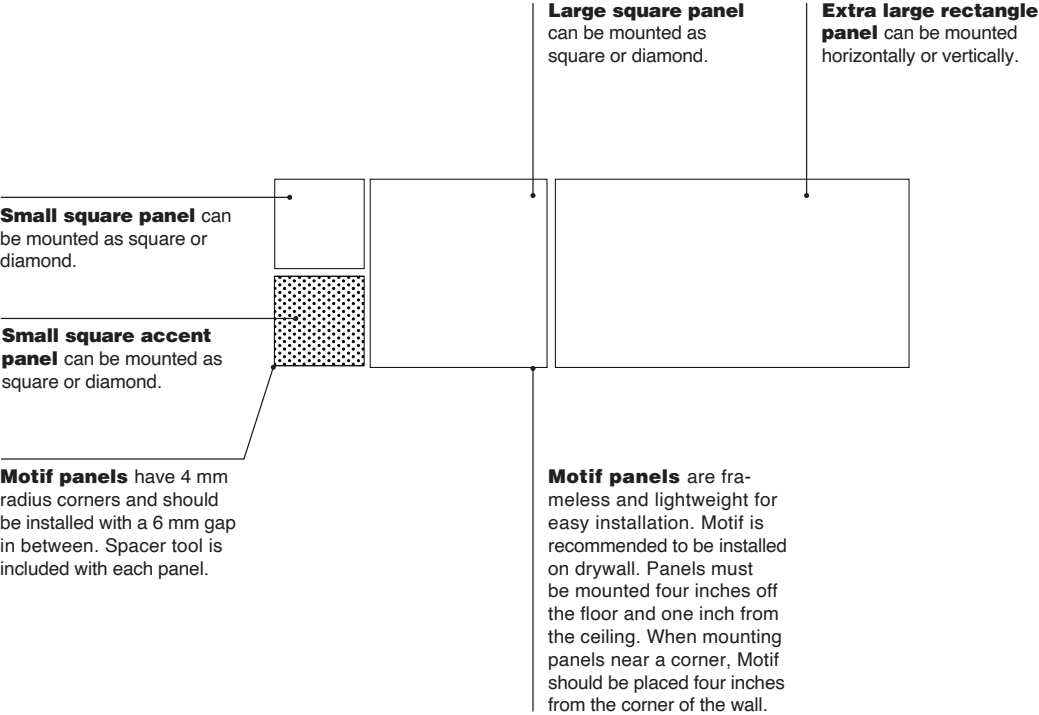 Large square panel
can be mounted as
square or diamond.
Extra large rectangle
panel can be mounted
horizontally or vertically.
Small square panel can
be mounted as square or
diamond.
Small square accent
panel can be mounted as
square or diamond.
Motif panels have 4 mm
radius corners and should
be installed with a 6 mm gap
in between. Spacer tool is
included with each panel.
Motif panels are fra-
meless and lightweight for
easy installation. Motif is
recommended to be installed
on drywall. Panels must
be mounted four inches off
the floor and one inch from
the ceiling. When mounting
panels near a corner, Motif
should be placed four inches
from the corner of the wall.